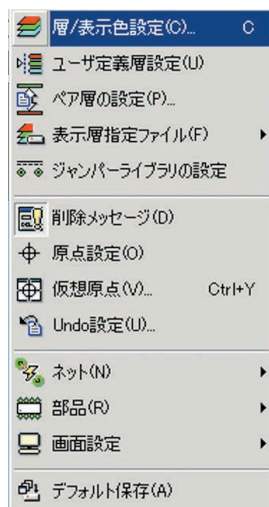 層/表示色設定(C)... C
ユーザ定義層設定(U)
ペア層の設定(P)...
表示層指定ファイル(F)
ジャンパーライブラリの設定
削除メッセージ(D)
原点設定(O)
仮想原点(V)... Ctrl+Y
Undo設定(U)...
ネット(N)
部品(R)
画面設定
デフォルト保存(A)